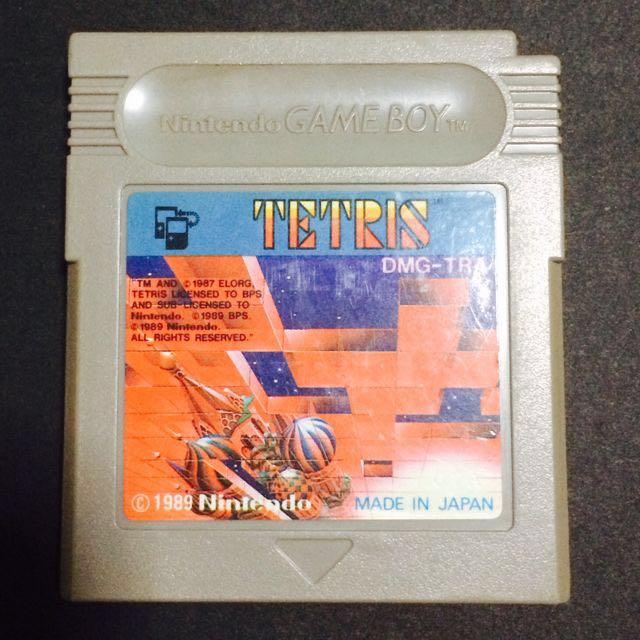 Nintendo GAME BOY TM
TETRIS TM
DMG-TRA
"TM AND ©1987 ELORG,
TETRIS LICENSED TO BPS
AND SUB-LICENSED TO
Nintendo. ©1989 BPS.
©1989 Nintendo.
ALL RIGHTS RESERVED."
©1989 Nintendo
MADE IN JAPAN